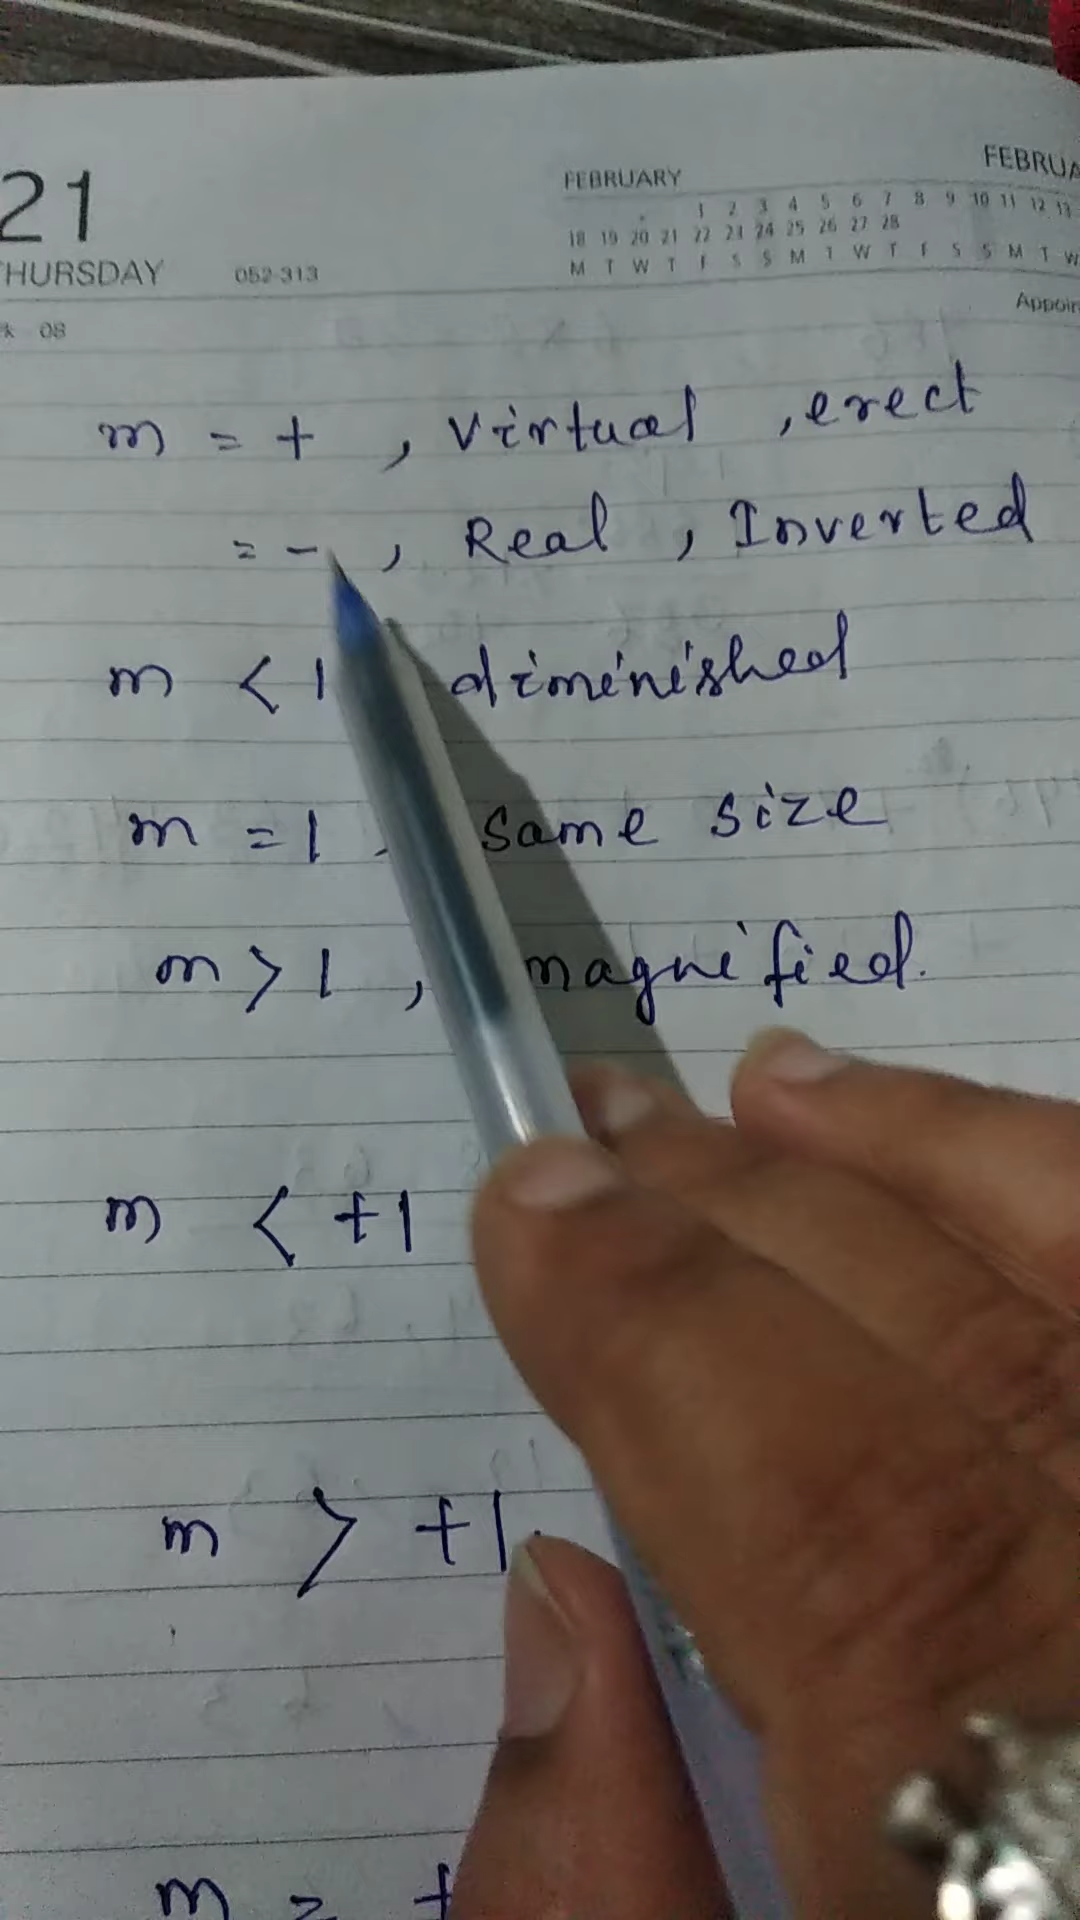 21
THURSDAY 052-313
FEBRUARY
FEBRUA
1 2 3 4 5 6 7 8 9 10 11 12 13
18 19 20 21 22 23 24 25 26 27 28
M T W T F S S M T W T F S S M T W
08
Appoin
m = + , Virtual , erect
= - , Real , Inverted
m < 1 diminished
m = 1 , same size
m > 1 , magnified.
m < +1
m > +1.
m = +